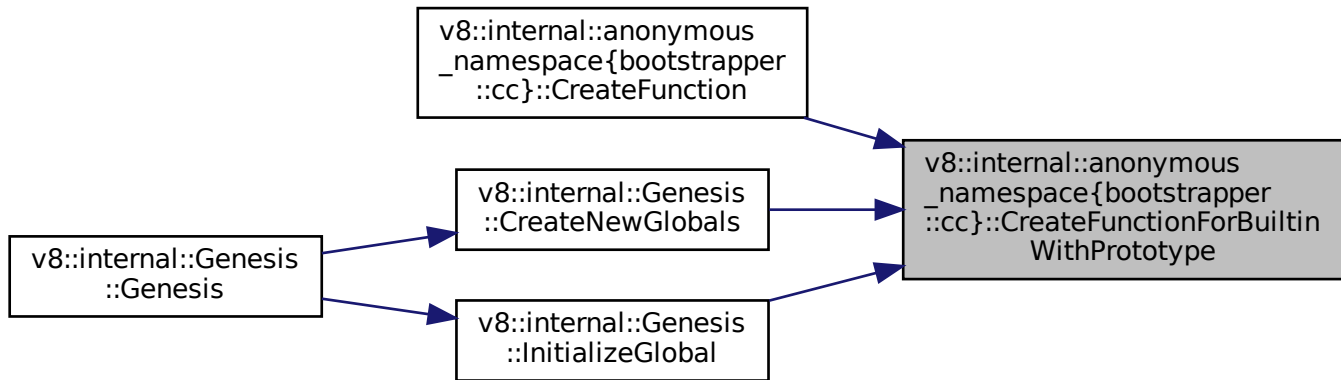 v8::internal::anonymous
_namespace{bootstrapper
::cc}::CreateFunction
v8::internal::Genesis
::CreateNewGlobals
v8::internal::Genesis
::Genesis
v8::internal::Genesis
::InitializeGlobal
v8::internal::anonymous
_namespace{bootstrapper
::cc}::CreateFunctionForBuiltin
WithPrototype